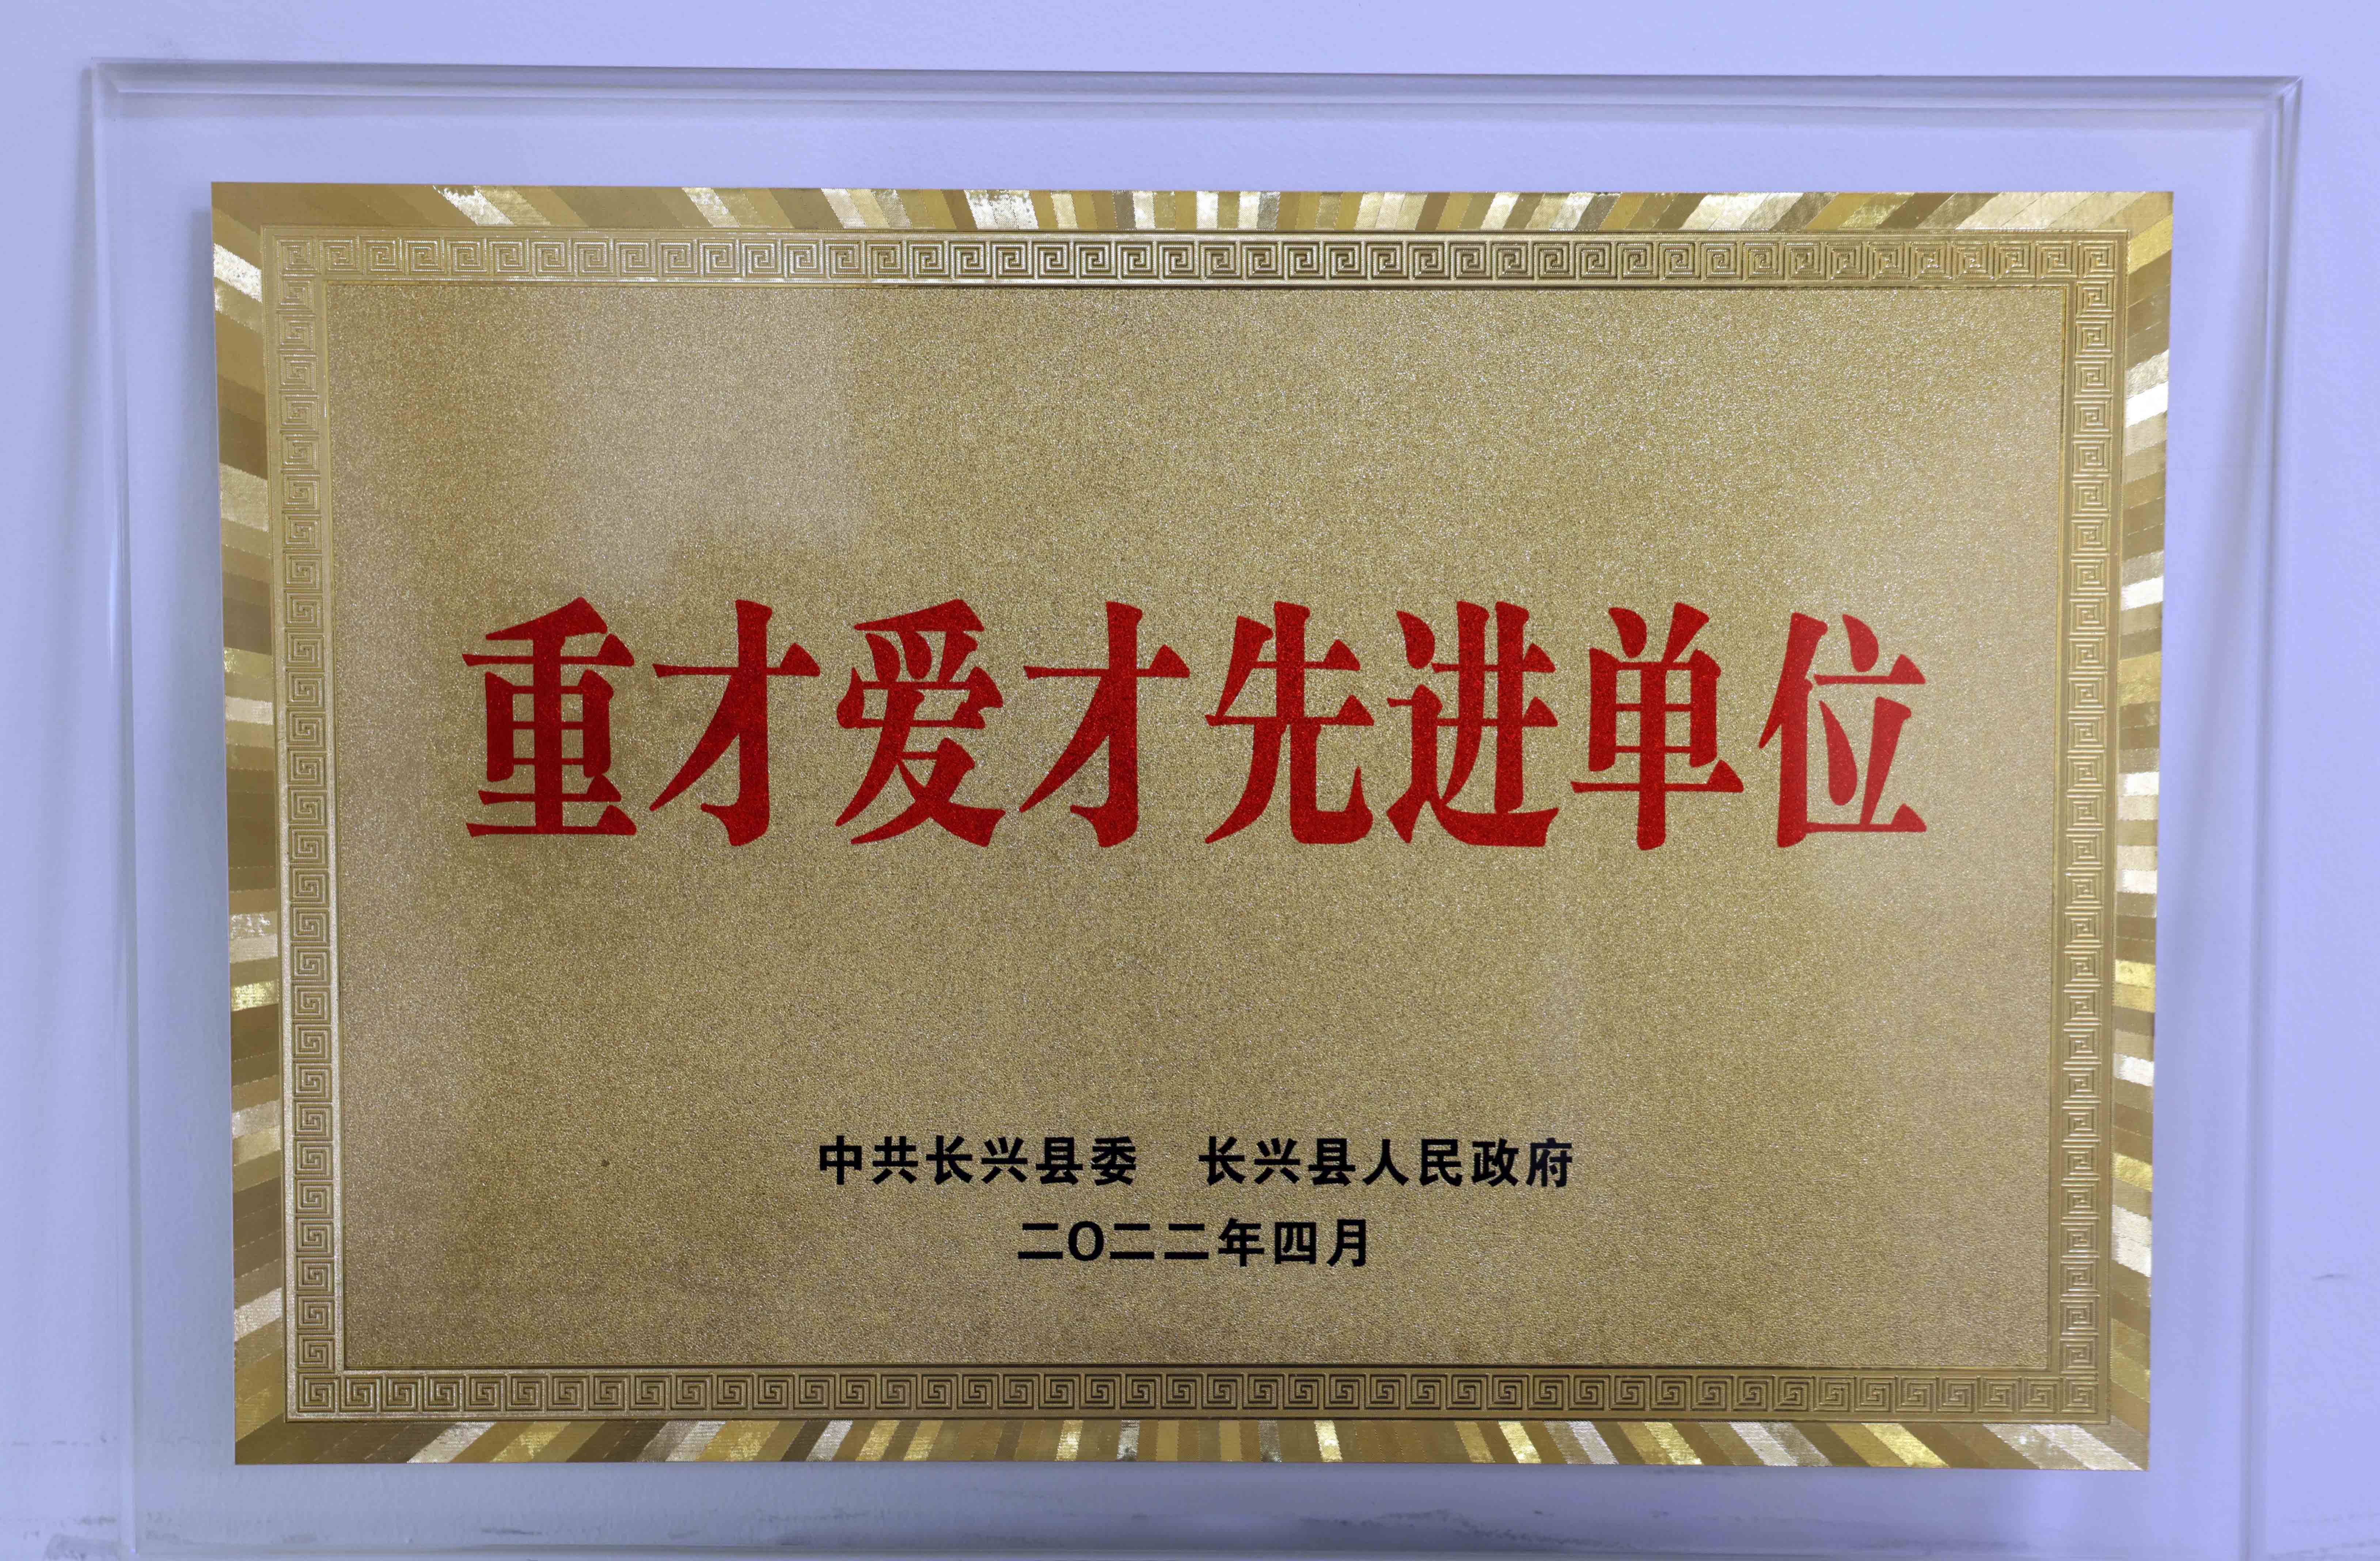 重才爱才先进单位
中共长兴县委 长兴县人民政府
二〇二二年四月